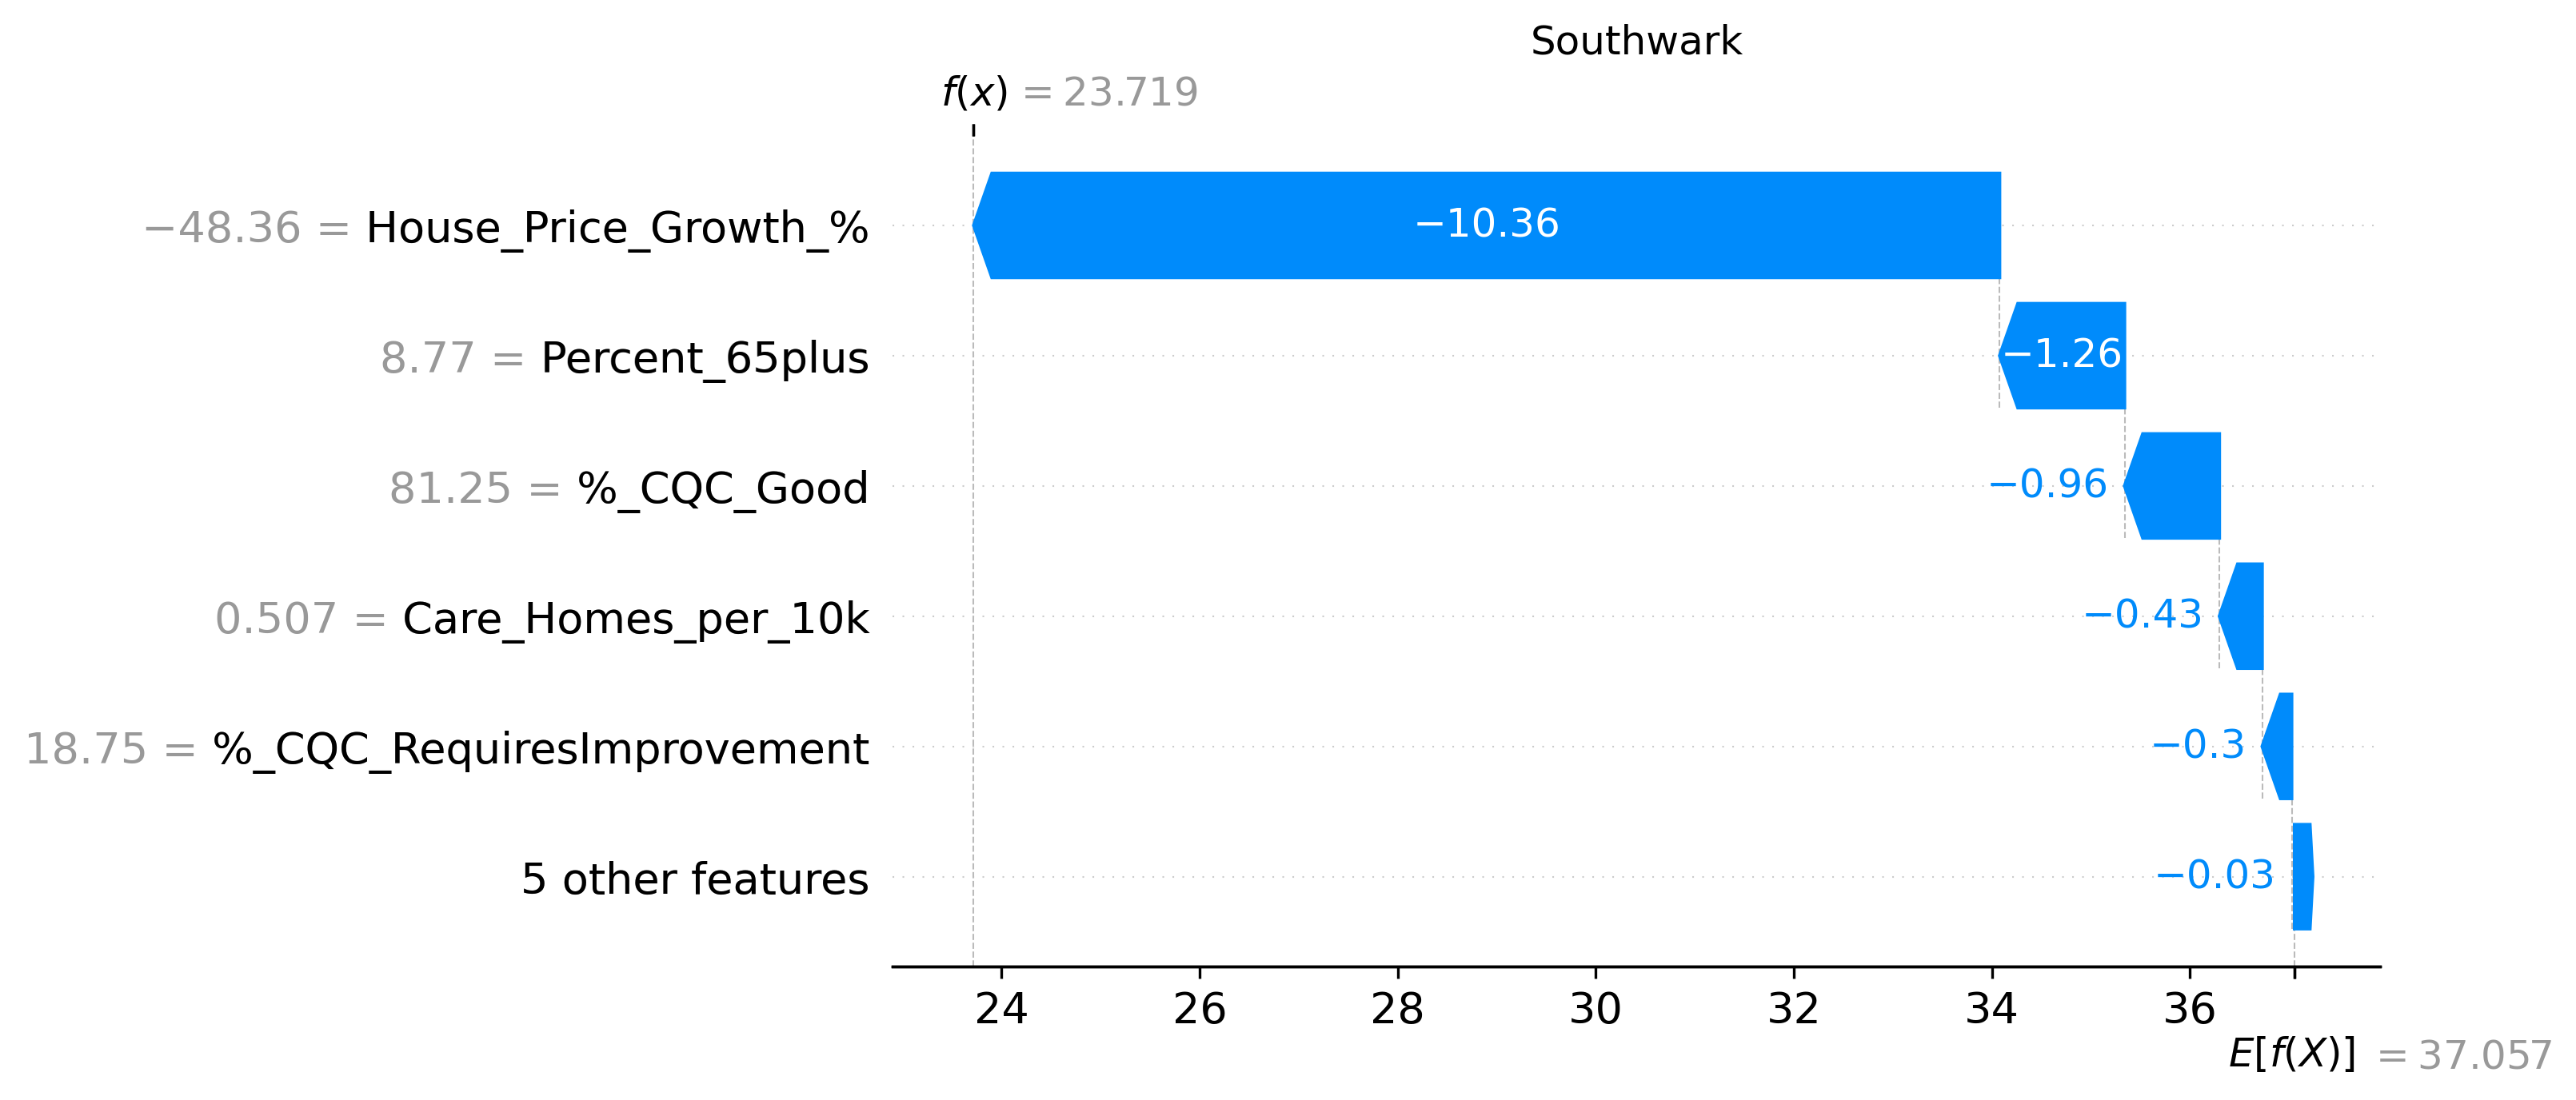 Southwark
f(x) = 23.719
−48.36 = House_Price_Growth_%
−10.36
8.77 = Percent_65plus
−1.26
81.25 = %_CQC_Good
−0.96
0.507 = Care_Homes_per_10k
−0.43
18.75 = %_CQC_RequiresImprovement
−0.3
5 other features
−0.03
24 26 28 30 32 34 36
E[f(X)] = 37.057